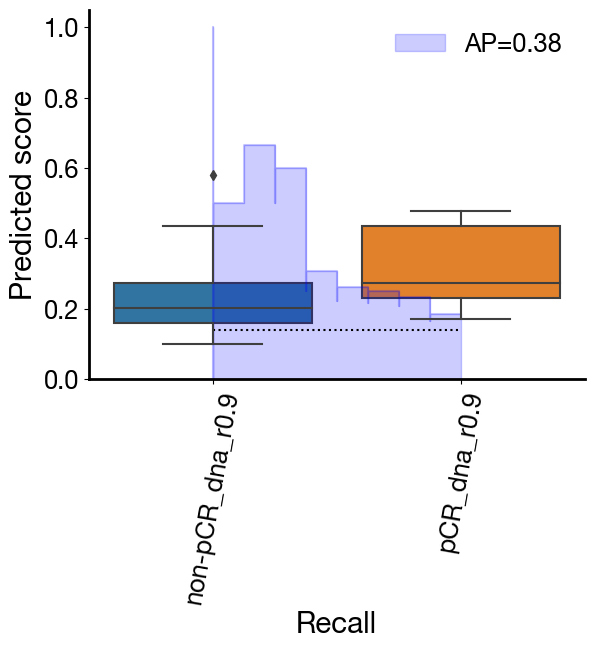 Predicted score
1.0
0.8
0.6
0.4
0.2
0.0
AP=0.38
non-pCR_dna_r0.9
pCR_dna_r0.9
Recall